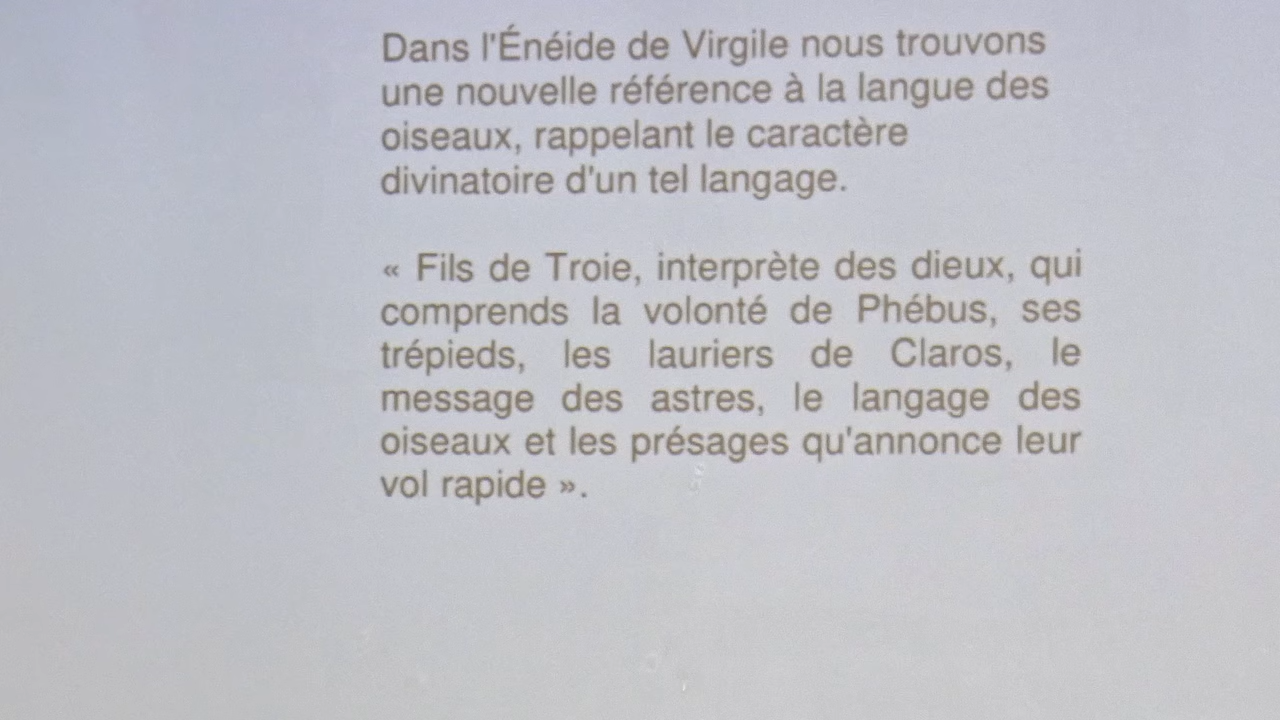 Dans l'Énéide de Virgile nous trouvons
une nouvelle référence à la langue des
oiseaux, rappelant le caractère
divinatoire d'un tel langage.
« Fils de Troie, interprète des dieux, qui
comprends la volonté de Phébus, ses
trépieds, les lauriers de Claros, le
message des astres, le langage des
oiseaux et les présages qu'annonce leur
vol rapide ».